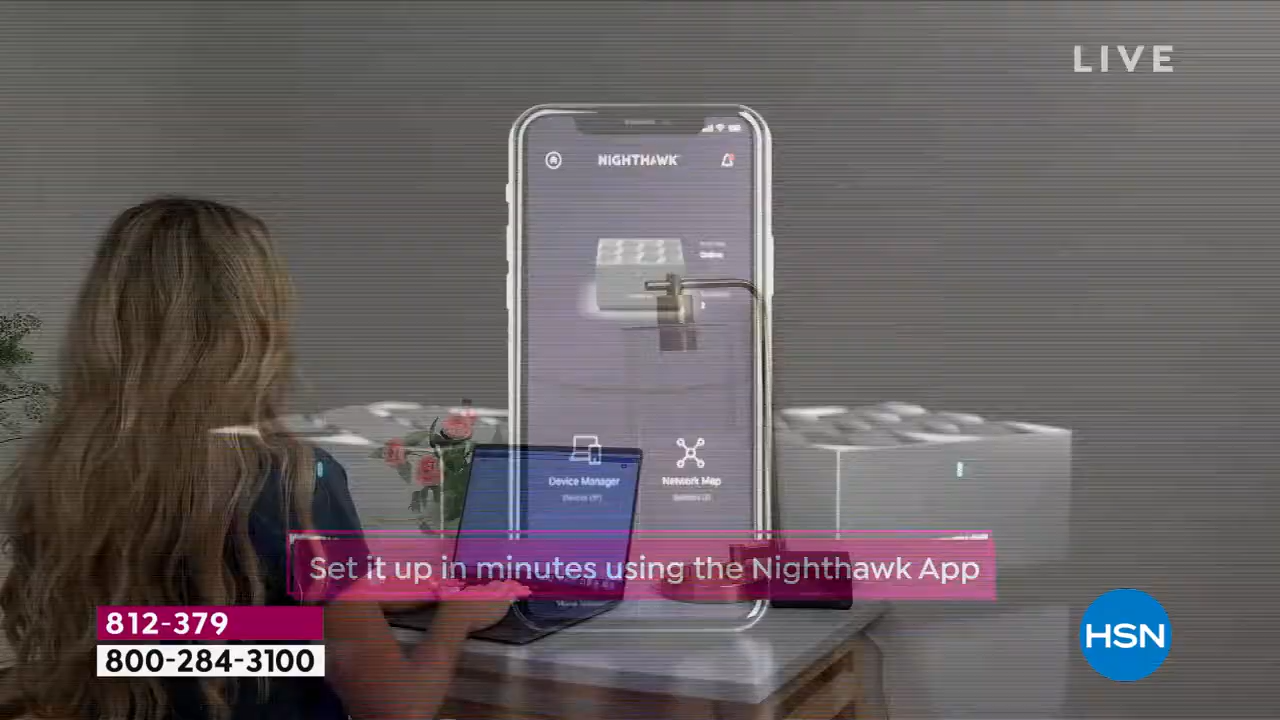 LIVE
NIGHTHAWK
Online
Device Manager
Network Map
Set it up in minutes using the Nighthawk App
812-379
800-284-3100
HSN